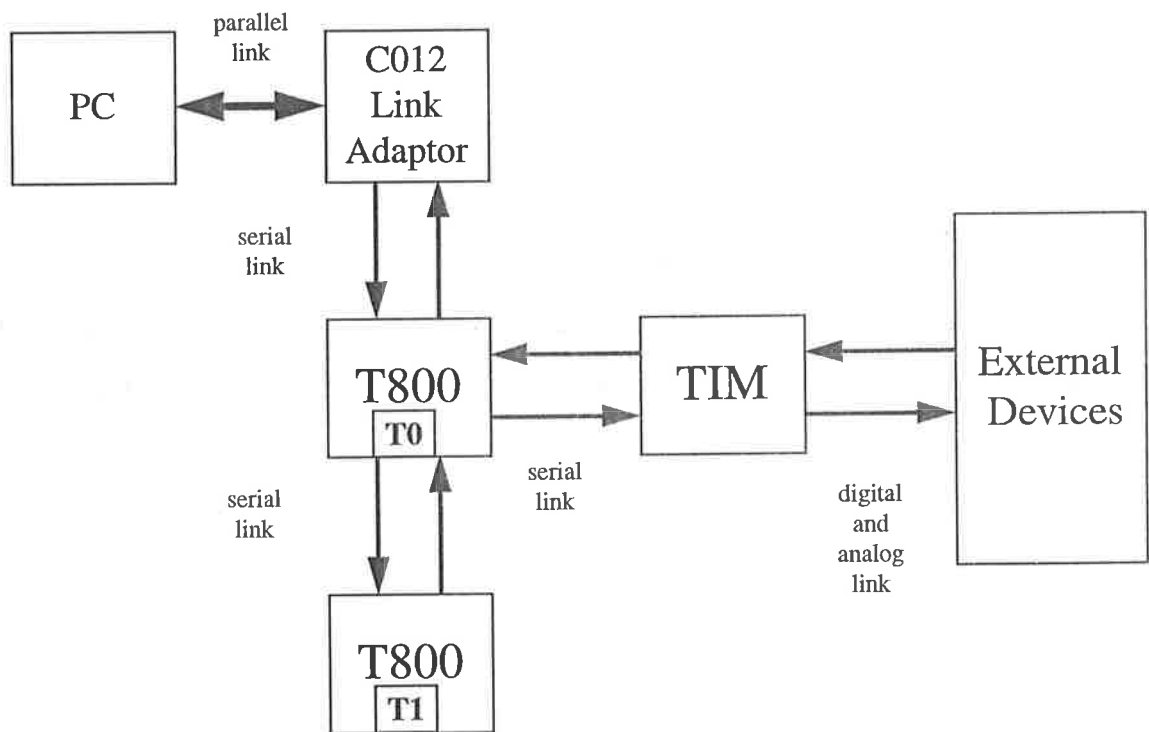 parallel
link
PC
C012
Link
Adaptor
serial
link
T800
T0
TIM
External
Devices
serial
link
serial
link
digital
and
analog
link
T800
T1